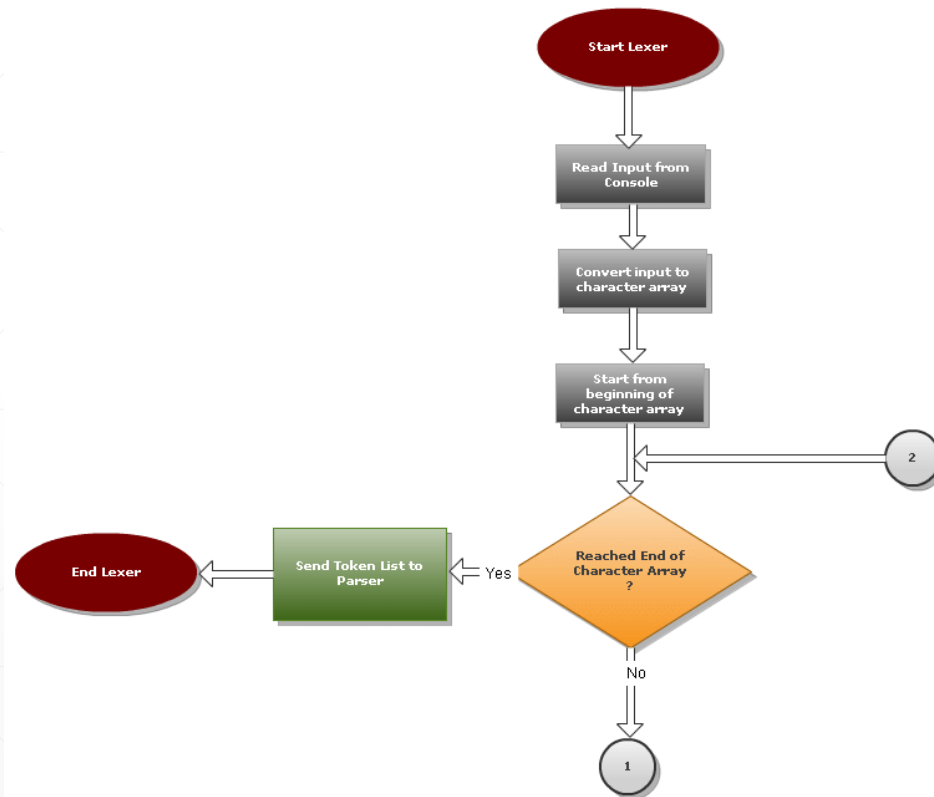 Start Lexer
Read Input from
Console
Convert input to
character array
Start from
beginning of
character array
2
Reached End of
Character Array
?
Yes
Send Token List to
Parser
End Lexer
No
1